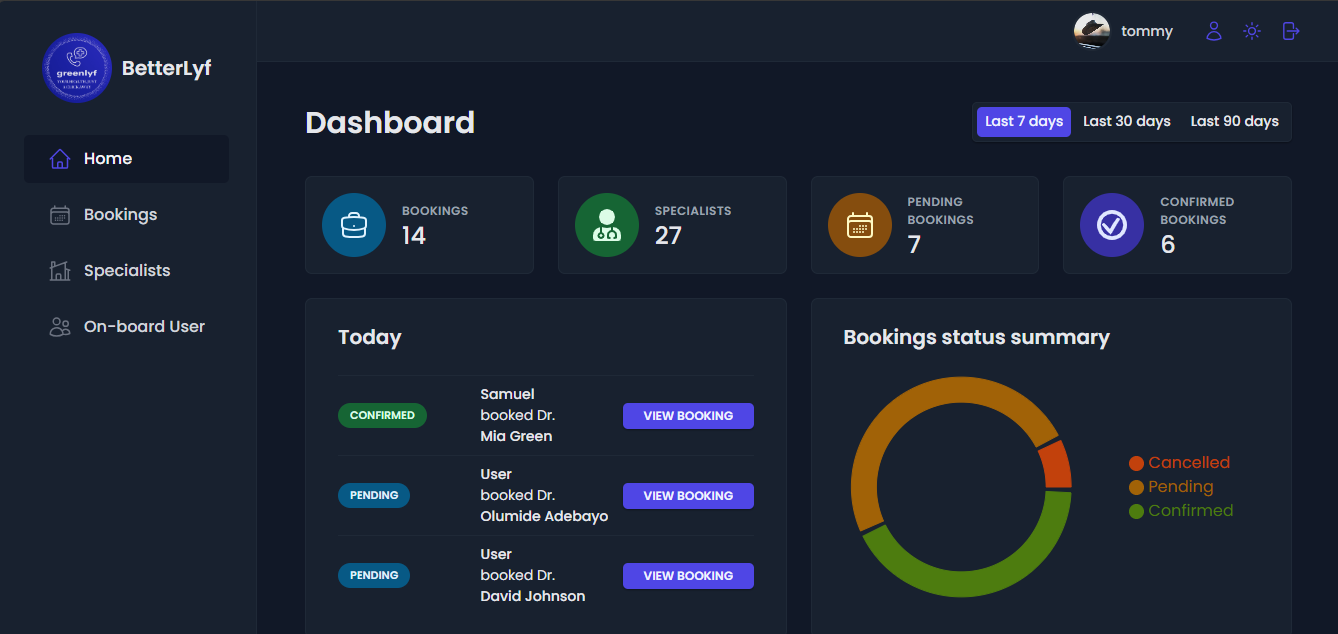 tommy
greenlyf
BetterLyf
Dashboard
Last 7 days
Last 30 days
Last 90 days
Home
Bookings
Specialists
On-board User
BOOKINGS
14
SPECIALISTS
27
PENDING
BOOKINGS
7
CONFIRMED
BOOKINGS
6
Today
CONFIRMED
Samuel
booked Dr.
Mia Green
VIEW BOOKING
PENDING
User
booked Dr.
Olumide Adebayo
VIEW BOOKING
PENDING
User
booked Dr.
David Johnson
VIEW BOOKING
Bookings status summary
Cancelled
Pending
Confirmed